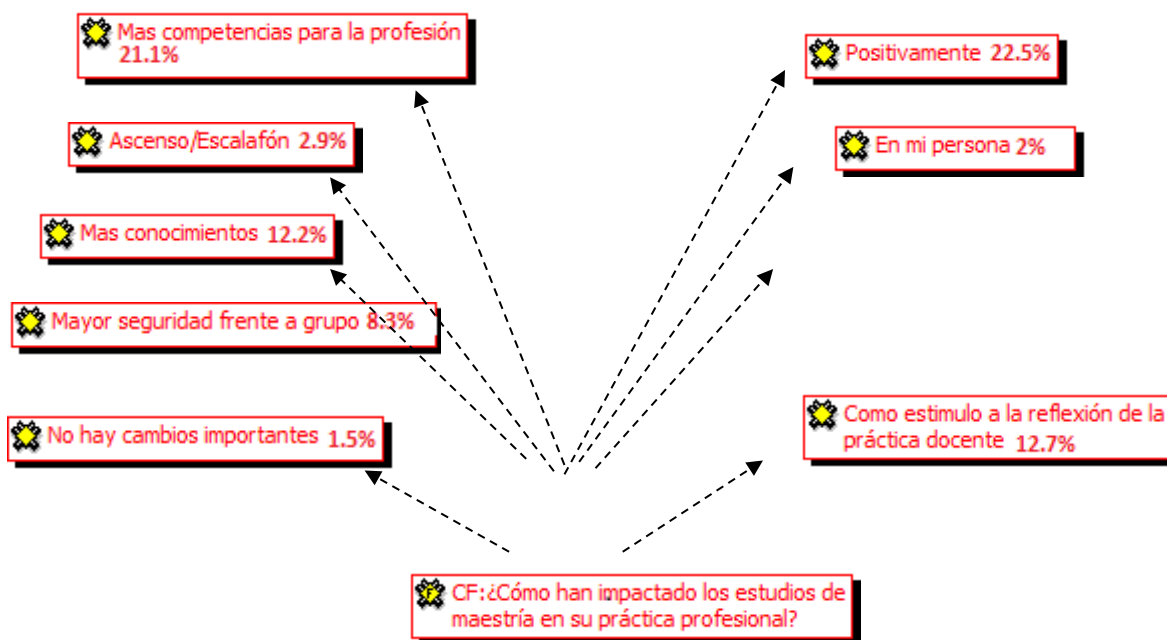 Mas competencias para la profesión
21.1%
Ascenso/Escalafón 2.9%
Mas conocimientos 12.2%
Mayor seguridad frente a grupo 8.3%
No hay cambios importantes 1.5%
Positivamente 22.5%
En mi persona 2%
Como estimulo a la reflexión de la
práctica docente 12.7%
CF:¿Cómo han impactado los estudios de
maestría en su práctica profesional?